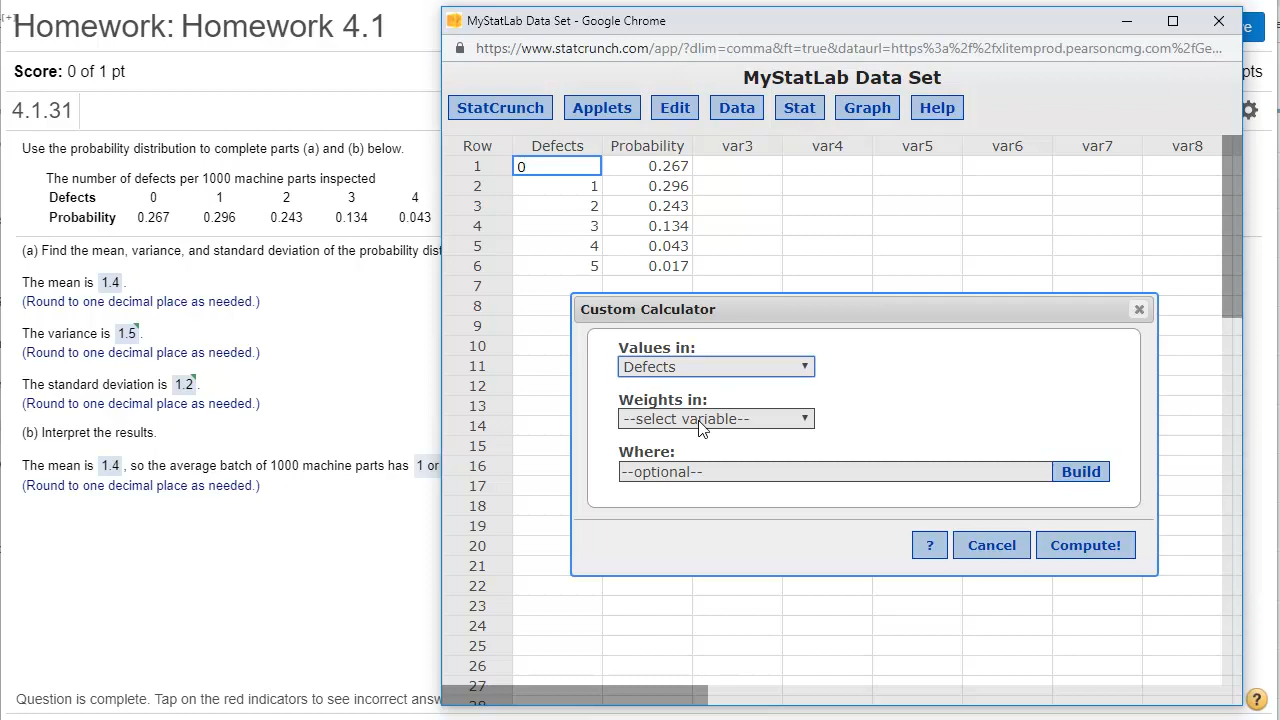 Homework: Homework 4.1
Score: 0 of 1 pt
4.1.31
Use the probability distribution to complete parts (a) and (b) below.
The number of defects per 1000 machine parts inspected
Defects 0 1 2 3 4
Probability 0.267 0.296 0.243 0.134 0.043
(a) Find the mean, variance, and standard deviation of the probability dist
The mean is 1.4.
(Round to one decimal place as needed.)
The variance is 1.5.
(Round to one decimal place as needed.)
The standard deviation is 1.2.
(Round to one decimal place as needed.)
(b) Interpret the results.
The mean is 1.4, so the average batch of 1000 machine parts has 1 or
(Round to one decimal place as needed.)
Question is complete. Tap on the red indicators to see incorrect answ
MyStatLab Data Set - Google Chrome
https://www.statcrunch.com/app/?dlim=comma&ft=true&dataurl=https%3a%2f%2fxlitemprod.pearsoncmg.com%2fGe...
MyStatLab Data Set
StatCrunch Applets Edit Data Stat Graph Help
Row Defects Probability var3 var4 var5 var6 var7 var8
1 0 0.267
2 1 0.296
3 2 0.243
4 3 0.134
5 4 0.043
6 5 0.017
7
8
9
10
11
12
13
14
15
16
17
18
19
20
21
22
23
24
25
26
27
Custom Calculator
Values in:
Defects
Weights in:
--select variable--
Where:
--optional--
Build
? Cancel Compute!
e
pts
?